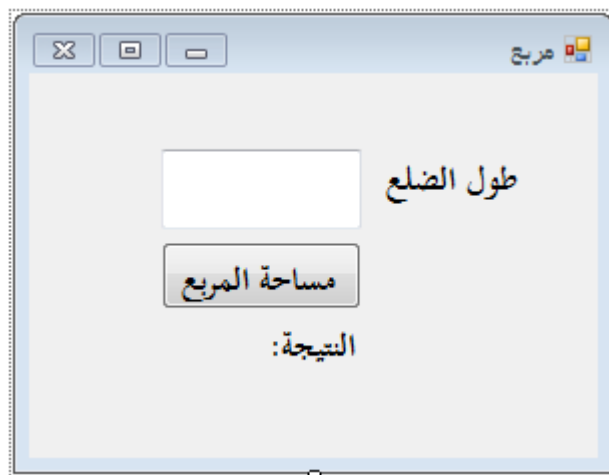 مربع
طول الضلع
مساحة المربع
النتيجة: